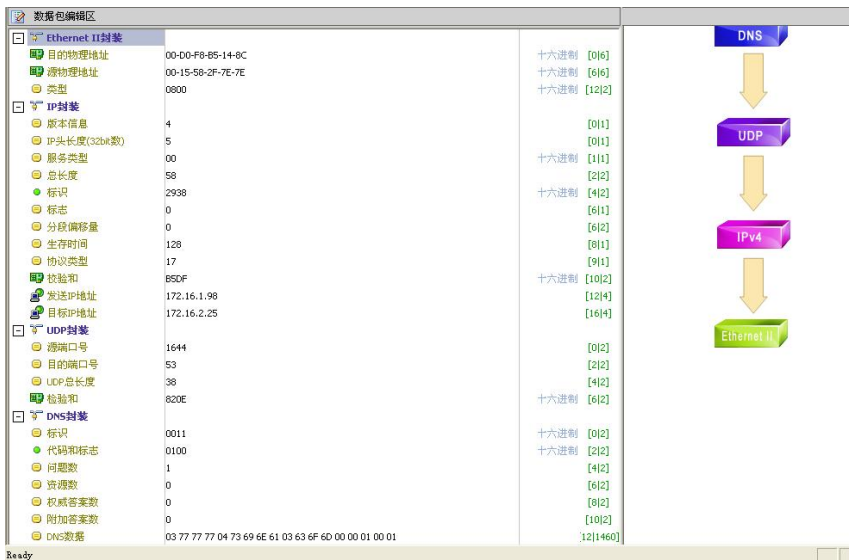 数据包编辑区
Ethernet II封装
目的物理地址 00-D0-F8-B5-14-8C 十六进制 [0|6]
源物理地址 00-15-58-2F-7E-7E 十六进制 [6|6]
类型 0800 十六进制 [12|2]
IP封装
版本信息 4 [0|1]
IP头长度(32bit数) 5 [0|1]
服务类型 00 十六进制 [1|1]
总长度 58 [2|2]
标识 2938 十六进制 [4|2]
标志 0 [6|1]
分段偏移量 0 [6|2]
生存时间 128 [8|1]
协议类型 17 [9|1]
校验和 B5DF 十六进制 [10|2]
发送IP地址 172.16.1.98 [12|4]
目标IP地址 172.16.2.25 [16|4]
UDP封装
源端口号 1644 [0|2]
目的端口号 53 [2|2]
UDP总长度 38 [4|2]
检验和 820E 十六进制 [6|2]
DNS封装
标识 0011 十六进制 [0|2]
代码和标志 0100 十六进制 [2|2]
问题数 1 [4|2]
资源数 0 [6|2]
权威答案数 0 [8|2]
附加答案数 0 [10|2]
DNS数据 03 77 77 77 04 73 69 6E 61 03 63 6F 6D 00 00 01 00 01 12|1460]
Ready
DNS
UDP
IPv4
Ethernet II